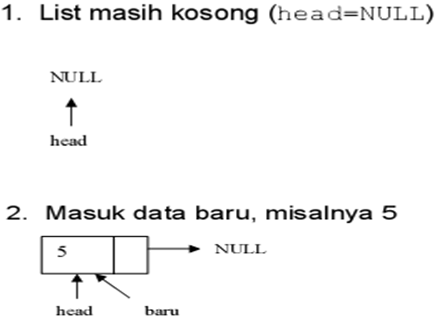 1. List masih kosong (head=NULL)
NULL
head
2. Masuk data baru, misalnya 5
5 NULL
head baru